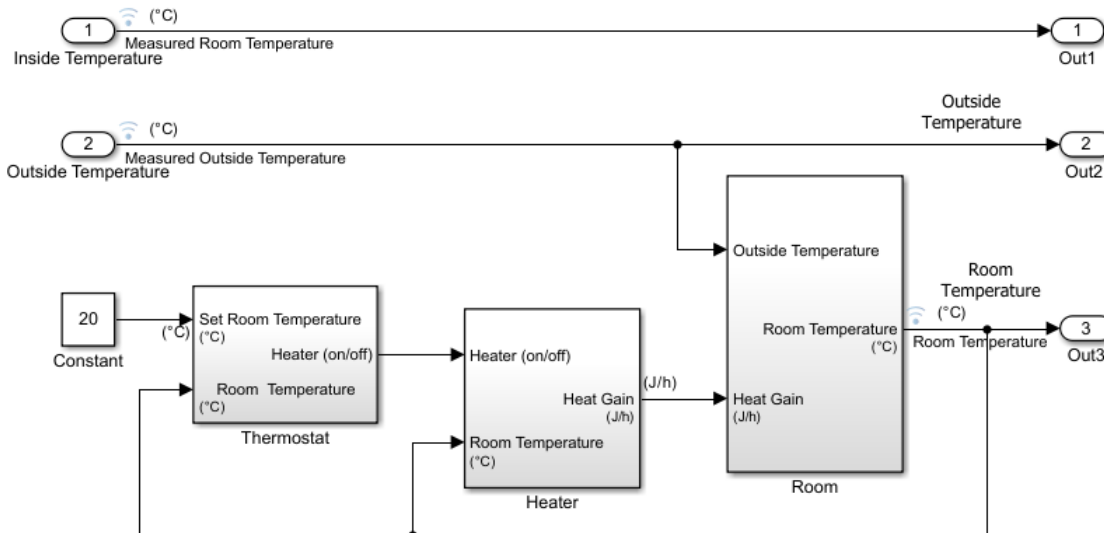 (°C)
1
Measured Room Temperature
Inside Temperature
1
Out1
Outside
Temperature
(°C)
2
Measured Outside Temperature
Outside Temperature
2
Out2
Outside Temperature
Room
Temperature
(°C)
Room Temperature
(°C)
Room Temperature
3
Out3
20
Constant
(°C)
Set Room Temperature
(°C)
Heater (on/off)
Room Temperature
(°C)
Thermostat
Heater (on/off)
Heat Gain
(J/h)
Room Temperature
(°C)
Heater
(J/h)
Heat Gain
(J/h)
Room